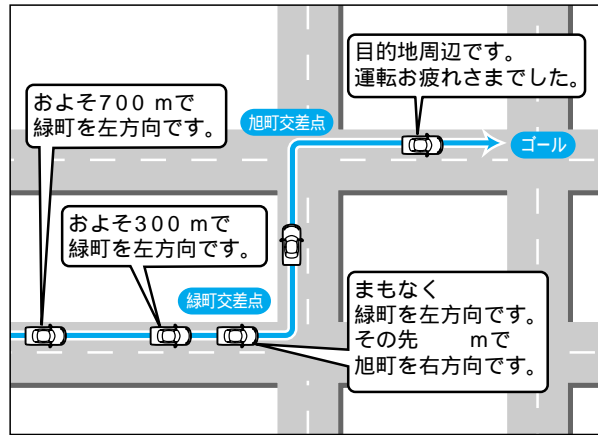 目的地周辺です。
運転お疲れさまでした。
およそ700 mで
緑町を左方向です。
旭町交差点
ゴール
およそ300 mで
緑町を左方向です。
緑町交差点
まもなく
緑町を左方向です。
その先　　mで
旭町を右方向です。